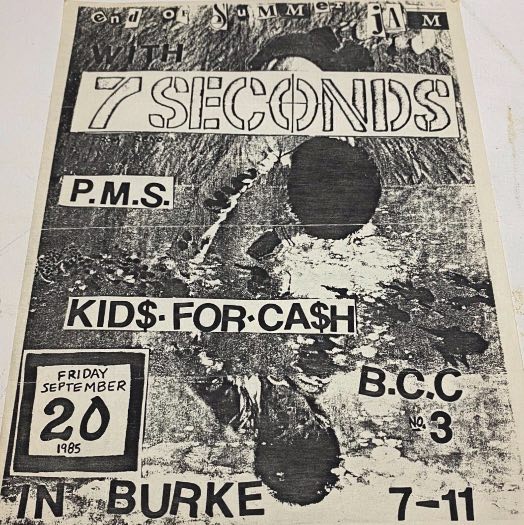 end of Summer jAM
WITH
7 SECONDS
P.M.S.
KID$·FOR·CA$H
FRIDAY
SEPTEMBER
20
1985
B.C.C
No. 3
IN BURKE 7-11